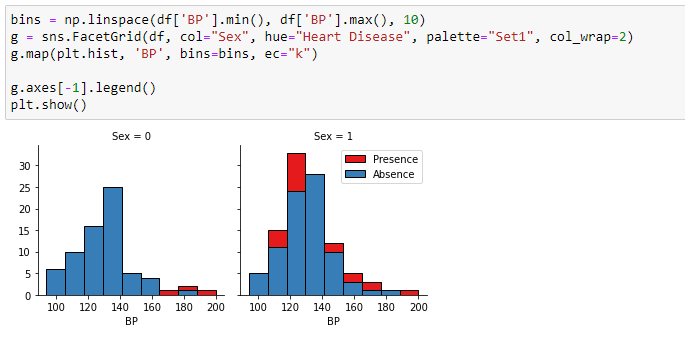 bins = np.linspace(df['BP'].min(), df['BP'].max(), 10)
g = sns.FacetGrid(df, col="Sex", hue="Heart Disease", palette="Set1", col_wrap=2)
g.map(plt.hist, 'BP', bins=bins, ec="k")
g.axes[-1].legend()
plt.show()
Sex = 0
Sex = 1
Presence
Absence
30
25
20
15
10
5
0
100 120 140 160 180 200
100 120 140 160 180 200
BP
BP